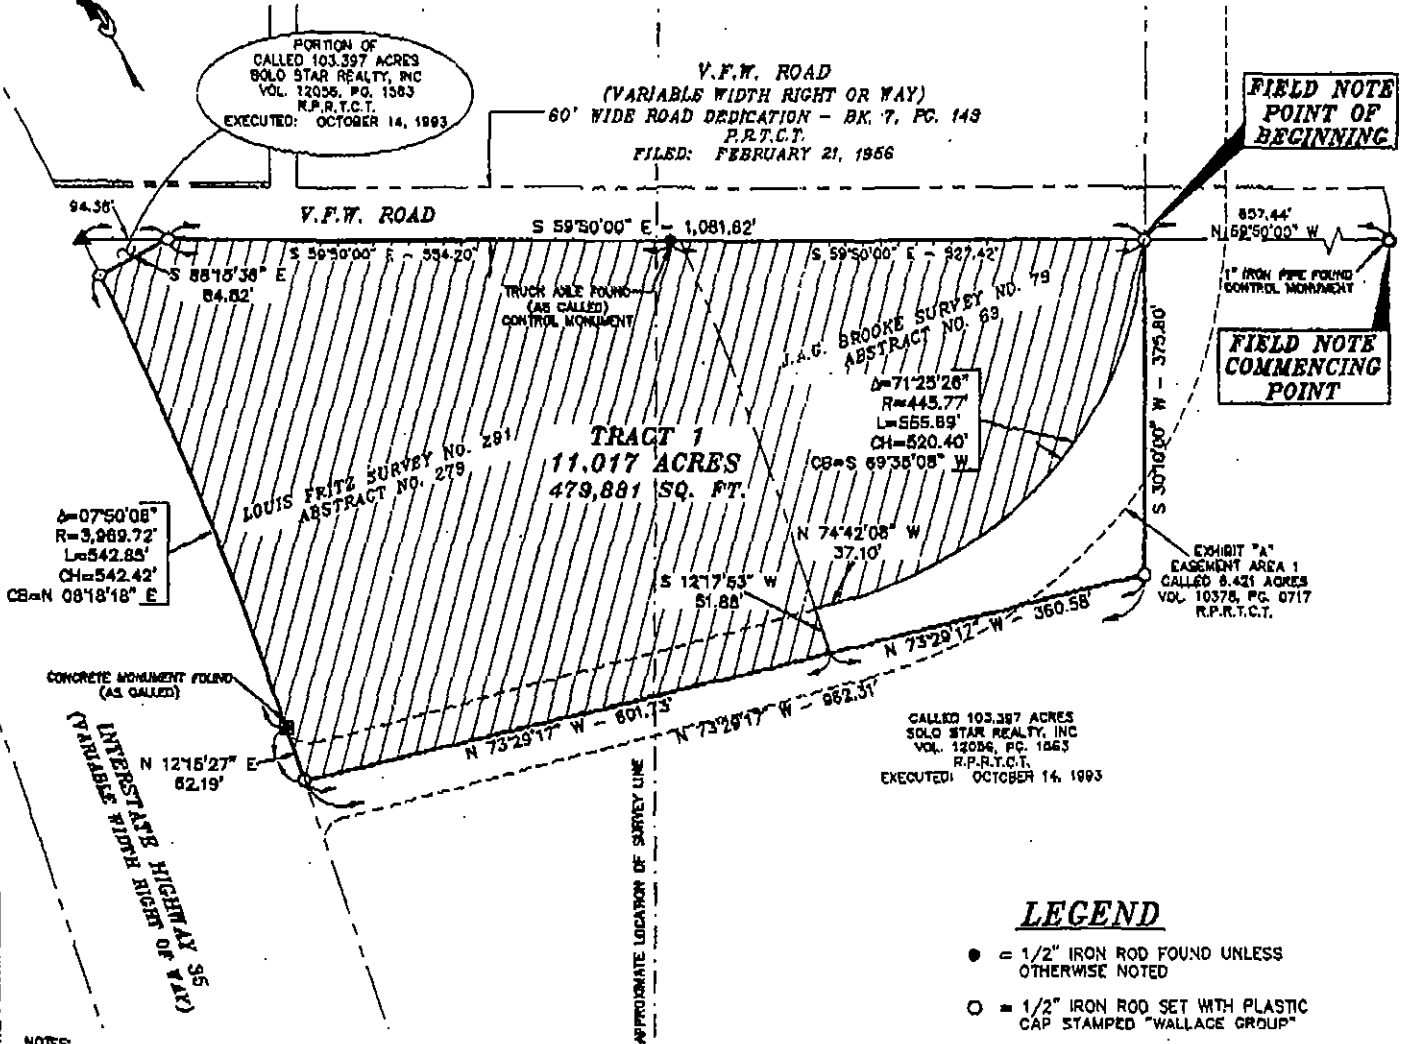 PORTION OF
CALLED 103.397 ACRES
SOLO STAR REALTY, INC
VOL. 12056, PG. 1563
R.P.R.T.C.T.
EXECUTED: OCTOBER 14, 1993
V.F.W. ROAD
(VARIABLE WIDTH RIGHT OR WAY)
60' WIDE ROAD DEDICATION - BK. 7, PG. 149
P.R.T.C.T.
FILED: FEBRUARY 21, 1956
FIELD NOTE
POINT OF
BEGINNING
94.36'
V.F.W. ROAD
S 59°50'00" E - 1,081.62'
857.44'
N 59°50'00" W
S 59°50'00" E - 554.20'
S 59°50'00" E - 527.42'
S 88°15'36" E
84.62'
1" IRON PIPE FOUND
CONTROL MONUMENT
TRUCK AXLE FOUND
(AS CALLED)
CONTROL MONUMENT
J.A.G. BROOKE SURVEY NO. 79
ABSTRACT NO. 69
S 30°10'00" W - 375.80'
FIELD NOTE
COMMENCING
POINT
Δ=71°25'26"
R=445.77'
L=555.69'
CH=520.40'
CB=S 69°35'08" W
TRACT 1
11.017 ACRES
479,881 SQ. FT.
LOUIS FRITZ SURVEY NO. 291
ABSTRACT NO. 279
Δ=07°50'08"
R=3,969.72'
L=542.85'
CH=542.42'
CB=N 08°18'18" E
N 74°42'08" W
37.10'
S 12°17'53" W
51.88'
EXHIBIT "A"
EASEMENT AREA 1
CALLED 6.421 ACRES
VOL. 10378, PG. 0717
R.P.R.T.C.T.
N 73°29'17" W - 360.58'
CONCRETE MONUMENT FOUND
(AS CALLED)
N 73°29'17" W - 601.73'
N 73°29'17" W - 962.31'
N 12°15'27" E
52.19'
CALLED 103.397 ACRES
SOLO STAR REALTY, INC
VOL. 12056, PG. 1563
R.P.R.T.C.T.
EXECUTED: OCTOBER 14, 1993
INTERSTATE HIGHWAY 35
(VARIABLE WIDTH RIGHT OF WAY)
APPROXIMATE LOCATION OF SURVEY LINE
LEGEND
● = 1/2" IRON ROD FOUND UNLESS
OTHERWISE NOTED
○ = 1/2" IRON ROD SET WITH PLASTIC
CAP STAMPED "WALLACE GROUP"
NOTES: